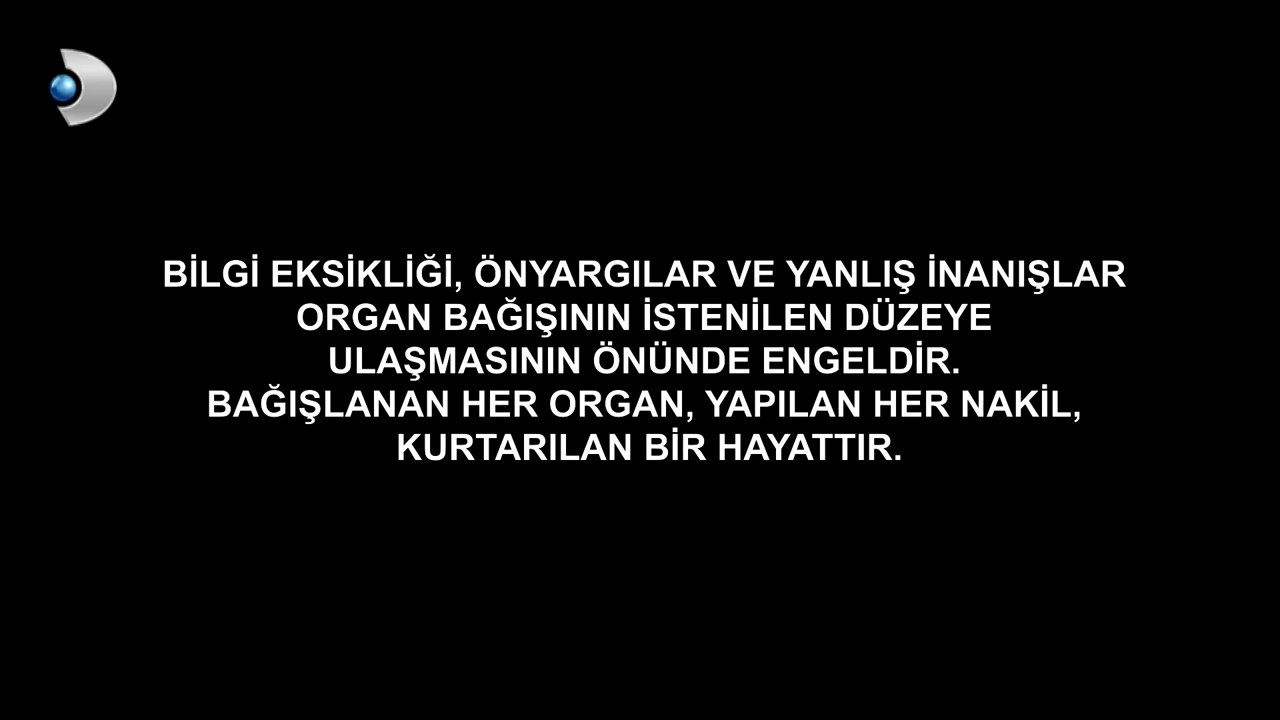 BİLGİ EKSİKLİĞİ, ÖNYARGILAR VE YANLIŞ İNANIŞLAR
ORGAN BAĞIŞININ İSTENİLEN DÜZEYE
ULAŞMASININ ÖNÜNDE ENGELDİR.
BAĞIŞLANAN HER ORGAN, YAPILAN HER NAKİL,
KURTARILAN BİR HAYATTIR.